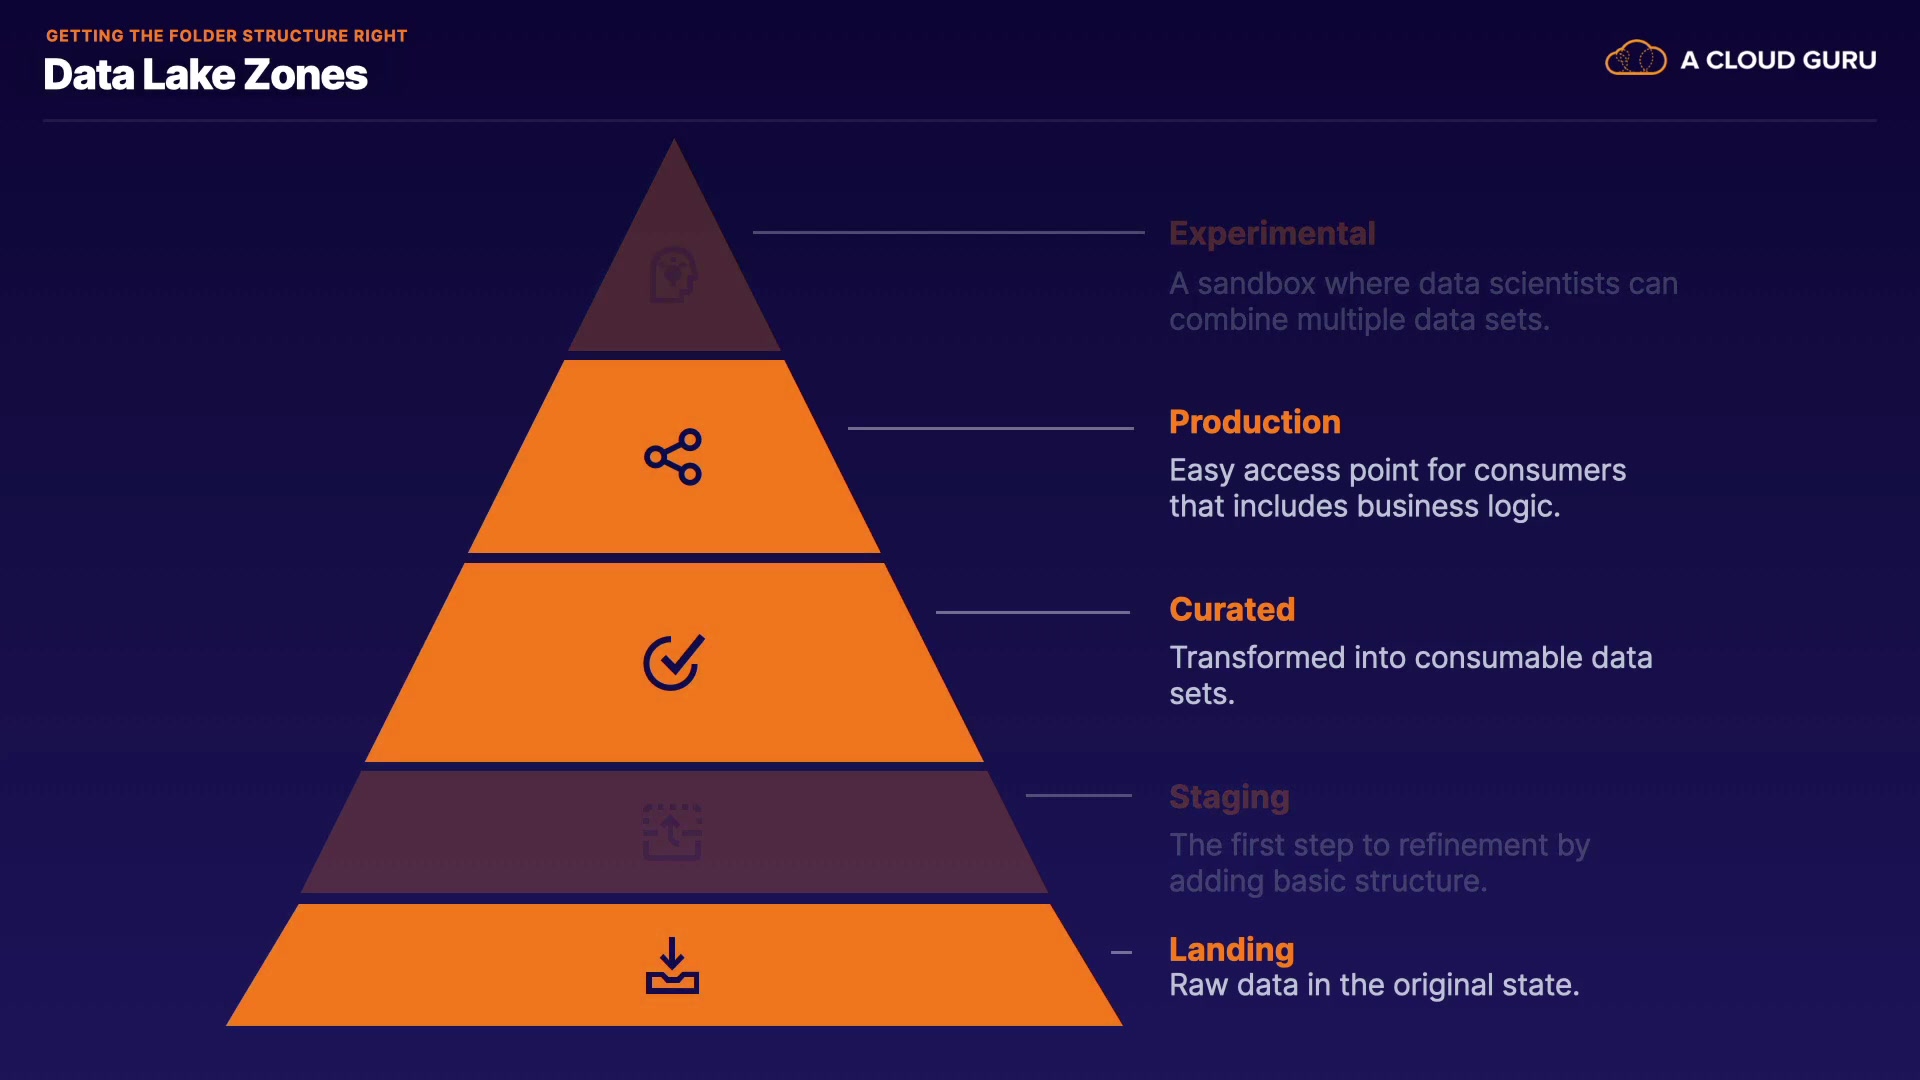 GETTING THE FOLDER STRUCTURE RIGHT
Data Lake Zones
A CLOUD GURU
Experimental
A sandbox where data scientists can
combine multiple data sets.
Production
Easy access point for consumers
that includes business logic.
Curated
Transformed into consumable data
sets.
Staging
The first step to refinement by
adding basic structure.
Landing
Raw data in the original state.